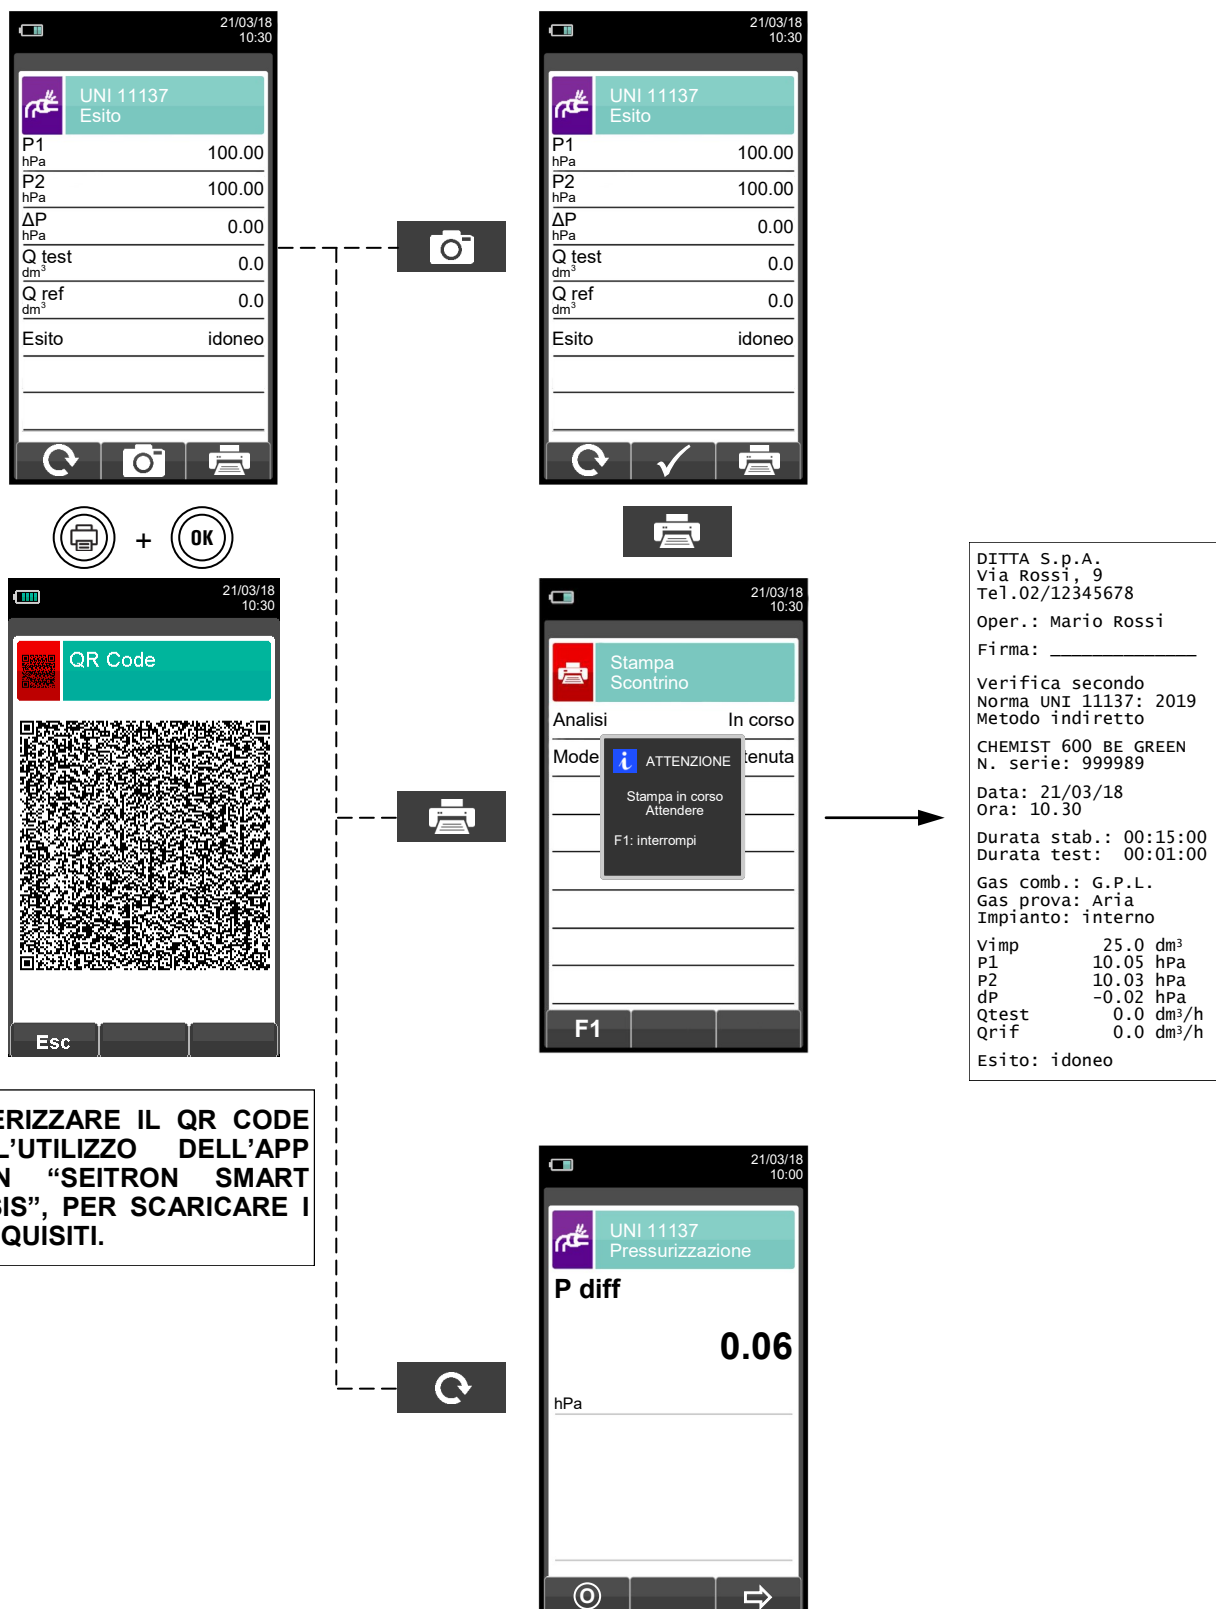 21/03/18
10:30
UNI 11137
Esito
P1
hPa
100.00
P2
hPa
100.00
ΔP
hPa
0.00
Q test
dm³
0.0
Q ref
dm³
0.0
Esito idoneo
+
OK
21/03/18
10:30
QR Code
Esc
ERIZZARE IL QR CODE
L’UTILIZZO DELL’APP
N “SEITRON SMART
SIS”, PER SCARICARE I
QUISITI.
21/03/18
10:30
UNI 11137
Esito
P1
hPa
100.00
P2
hPa
100.00
ΔP
hPa
0.00
Q test
dm³
0.0
Q ref
dm³
0.0
Esito idoneo
21/03/18
10:30
Stampa
Scontrino
Analisi In corso
Mode tenuta
i ATTENZIONE
Stampa in corso
Attendere
F1: interrompi
F1
21/03/18
10:00
UNI 11137
Pressurizzazione
P diff
0.06
hPa
DITTA S.p.A.
Via Rossi, 9
Tel.02/12345678
Oper.: Mario Rossi
Firma: ______________
Verifica secondo
Norma UNI 11137: 2019
Metodo indiretto
CHEMIST 600 BE GREEN
N. serie: 999989
Data: 21/03/18
Ora: 10.30
Durata stab.: 00:15:00
Durata test: 00:01:00
Gas comb.: G.P.L.
Gas prova: Aria
Impianto: interno
Vimp 25.0 dm³
P1 10.05 hPa
P2 10.03 hPa
dP -0.02 hPa
Qtest 0.0 dm³/h
Qrif 0.0 dm³/h
Esito: idoneo